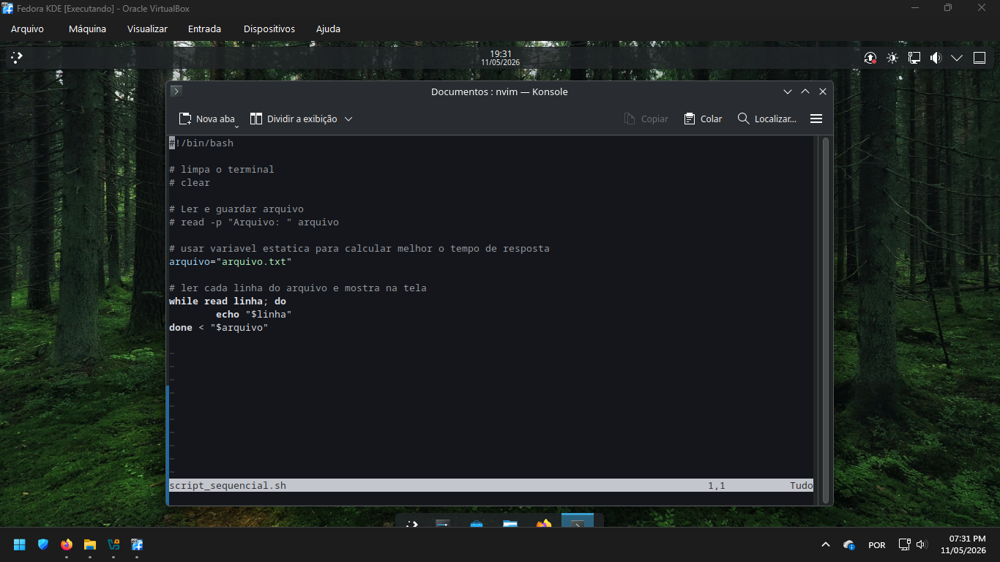 Fedora KDE [Executando] - Oracle VirtualBox
Arquivo Máquina Visualizar Entrada Dispositivos Ajuda
19:31
11/05/2026
Documentos : nvim — Konsole
Nova aba Dividir a exibição Copiar Colar Localizar...
#!/bin/bash
# limpa o terminal
# clear
# Ler e guardar arquivo
# read -p "Arquivo: " arquivo
# usar variavel estatica para calcular melhor o tempo de resposta
arquivo="arquivo.txt"
# ler cada linha do arquivo e mostra na tela
while read linha; do
echo "$linha"
done < "$arquivo"
~
~
~
~
~
~
~
~
~
~
script_sequencial.sh 1,1 Tudo
POR
07:31 PM
11/05/2026